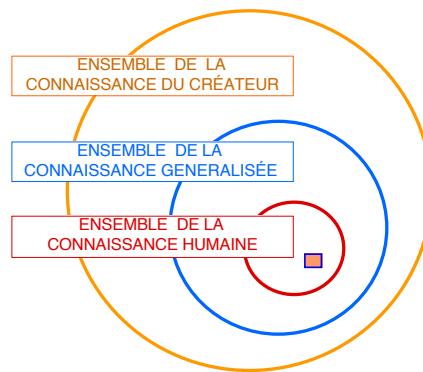 ENSEMBLE DE LA
CONNAISSANCE DU CRÉATEUR
ENSEMBLE DE LA
CONNAISSANCE GENERALISÉE
ENSEMBLE DE LA
CONNAISSANCE HUMAINE